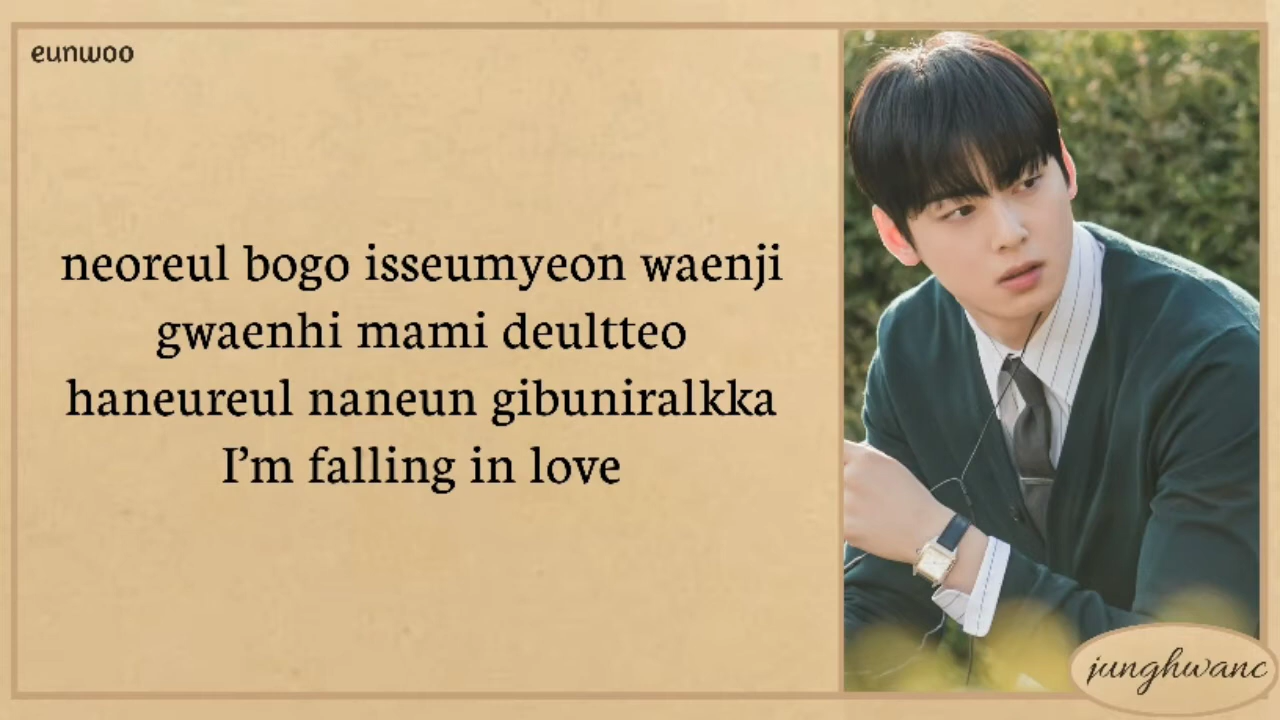 eunwoo
neoreul bogo isseumyeon waenji
gwaenhi mami deultteo
haneureul naneun gibuniralkka
I’m falling in love
junghwanc